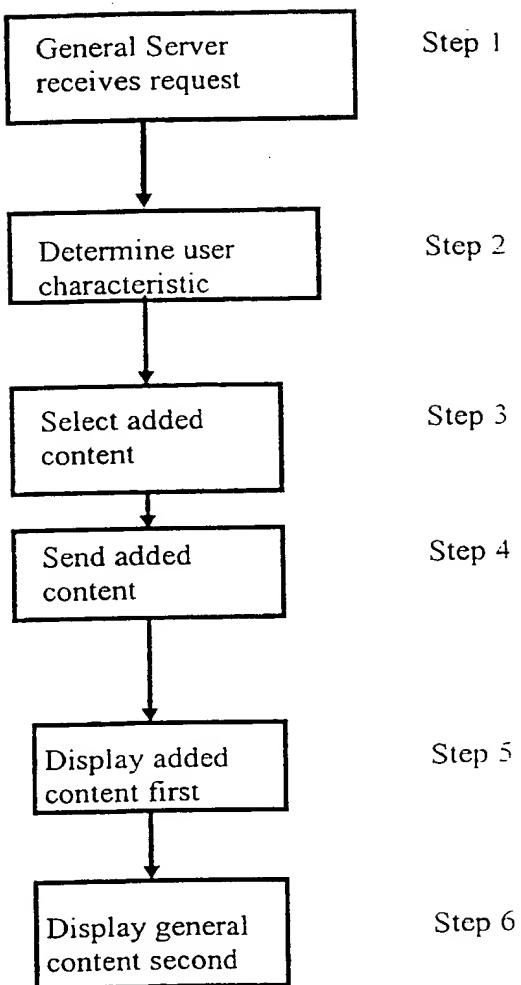 General Server
receives request
Step 1
Determine user
characteristic
Step 2
Select added
content
Step 3
Send added
content
Step 4
Display added
content first
Step 5
Display general
content second
Step 6